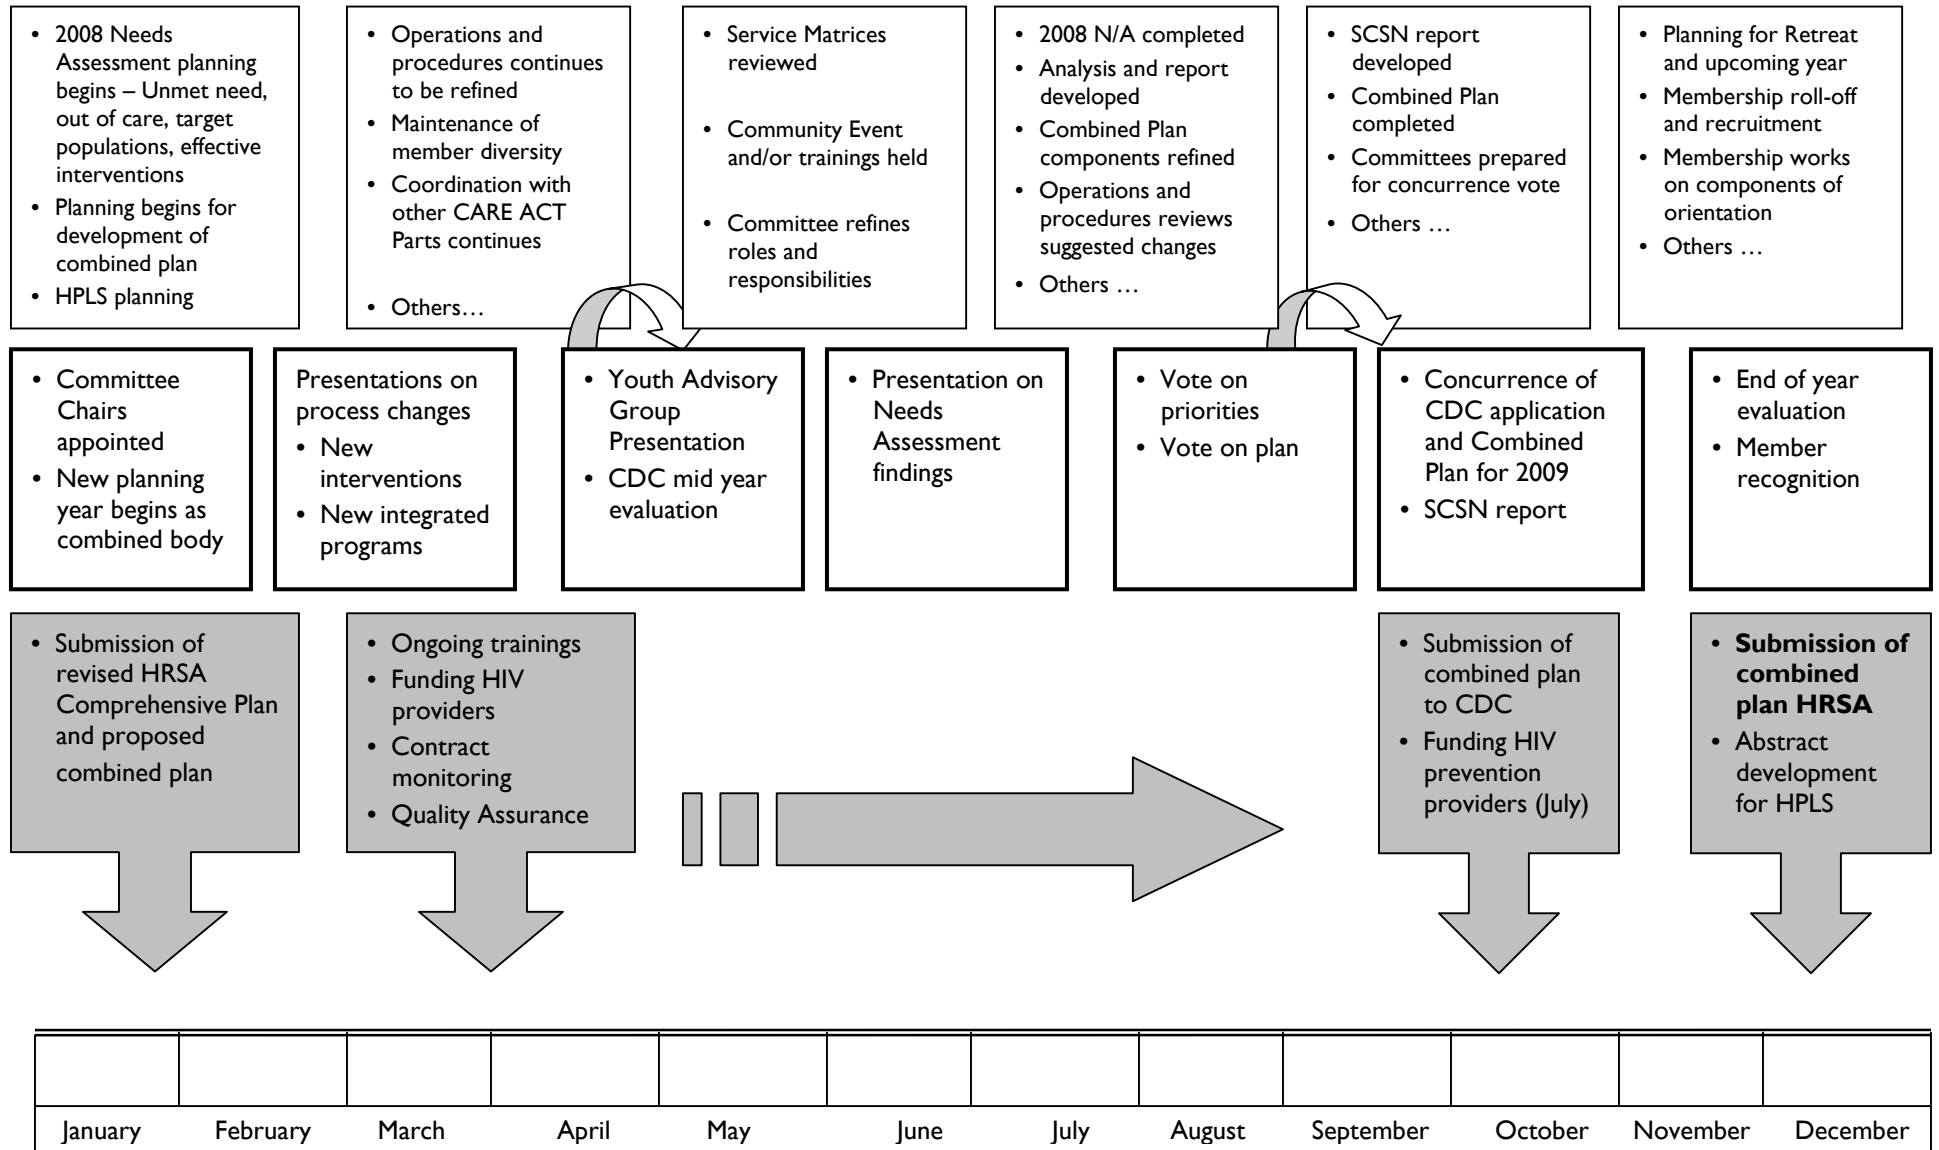 • 2008 Needs
Assessment planning
begins – Unmet need,
out of care, target
populations, effective
interventions
• Planning begins for
development of
combined plan
• HPLS planning
• Operations and
procedures continues
to be refined
• Maintenance of
member diversity
• Coordination with
other CARE ACT
Parts continues
• Others…
• Service Matrices
reviewed
• Community Event
and/or trainings held
• Committee refines
roles and
responsibilities
• 2008 N/A completed
• Analysis and report
developed
• Combined Plan
components refined
• Operations and
procedures reviews
suggested changes
• Others …
• SCSN report
developed
• Combined Plan
completed
• Committees prepared
for concurrence vote
• Others …
• Planning for Retreat
and upcoming year
• Membership roll-off
and recruitment
• Membership works
on components of
orientation
• Others …
• Committee
Chairs
appointed
• New planning
year begins as
combined body
Presentations on
process changes
• New
interventions
• New integrated
programs
• Youth Advisory
Group
Presentation
• CDC mid year
evaluation
• Presentation on
Needs
Assessment
findings
• Vote on
priorities
• Vote on plan
• Concurrence of
CDC application
and Combined
Plan for 2009
• SCSN report
• End of year
evaluation
• Member
recognition
• Submission of
revised HRSA
Comprehensive Plan
and proposed
combined plan
• Ongoing trainings
• Funding HIV
providers
• Contract
monitoring
• Quality Assurance
• Submission of
combined plan
to CDC
• Funding HIV
prevention
providers (July)
• Submission of
combined
plan HRSA
• Abstract
development
for HPLS
January February March April May June July August September October November December